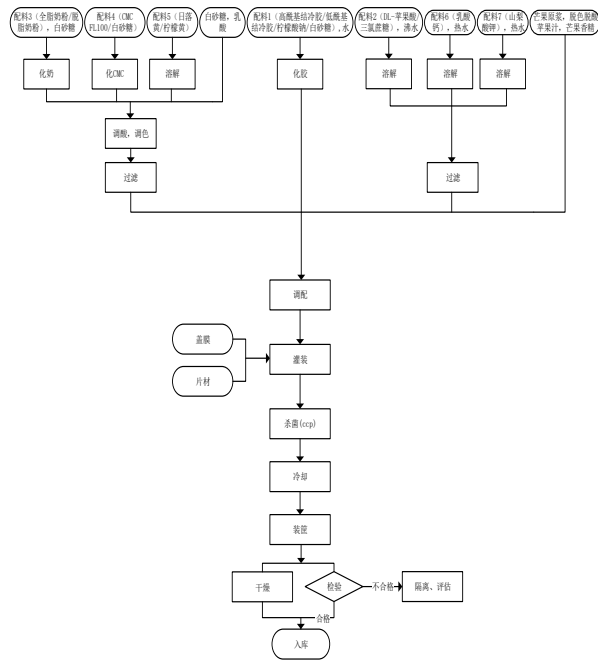 配料3（全脂奶粉/脱
脂奶粉），白砂糖
配料4（CMC
FL100/白砂糖）
配料5（日落
黄/柠檬黄）
白砂糖，乳
酸
配料1（高酰基结冷胶/低酰基
结冷胶/柠檬酸钠/白砂糖）,水
配料2（DL-苹果酸/
三氯蔗糖），沸水
配料6（乳酸
钙），热水
配料7（山梨
酸钾），热水
芒果原浆，脱色脱酸
苹果汁，芒果香精
化奶
化CMC
溶解
化胶
溶解
溶解
溶解
调酸，调色
过滤
过滤
调配
盖膜
灌装
片材
杀菌(ccp)
冷却
装筐
干燥
检验
不合格
隔离、评估
合格
入库